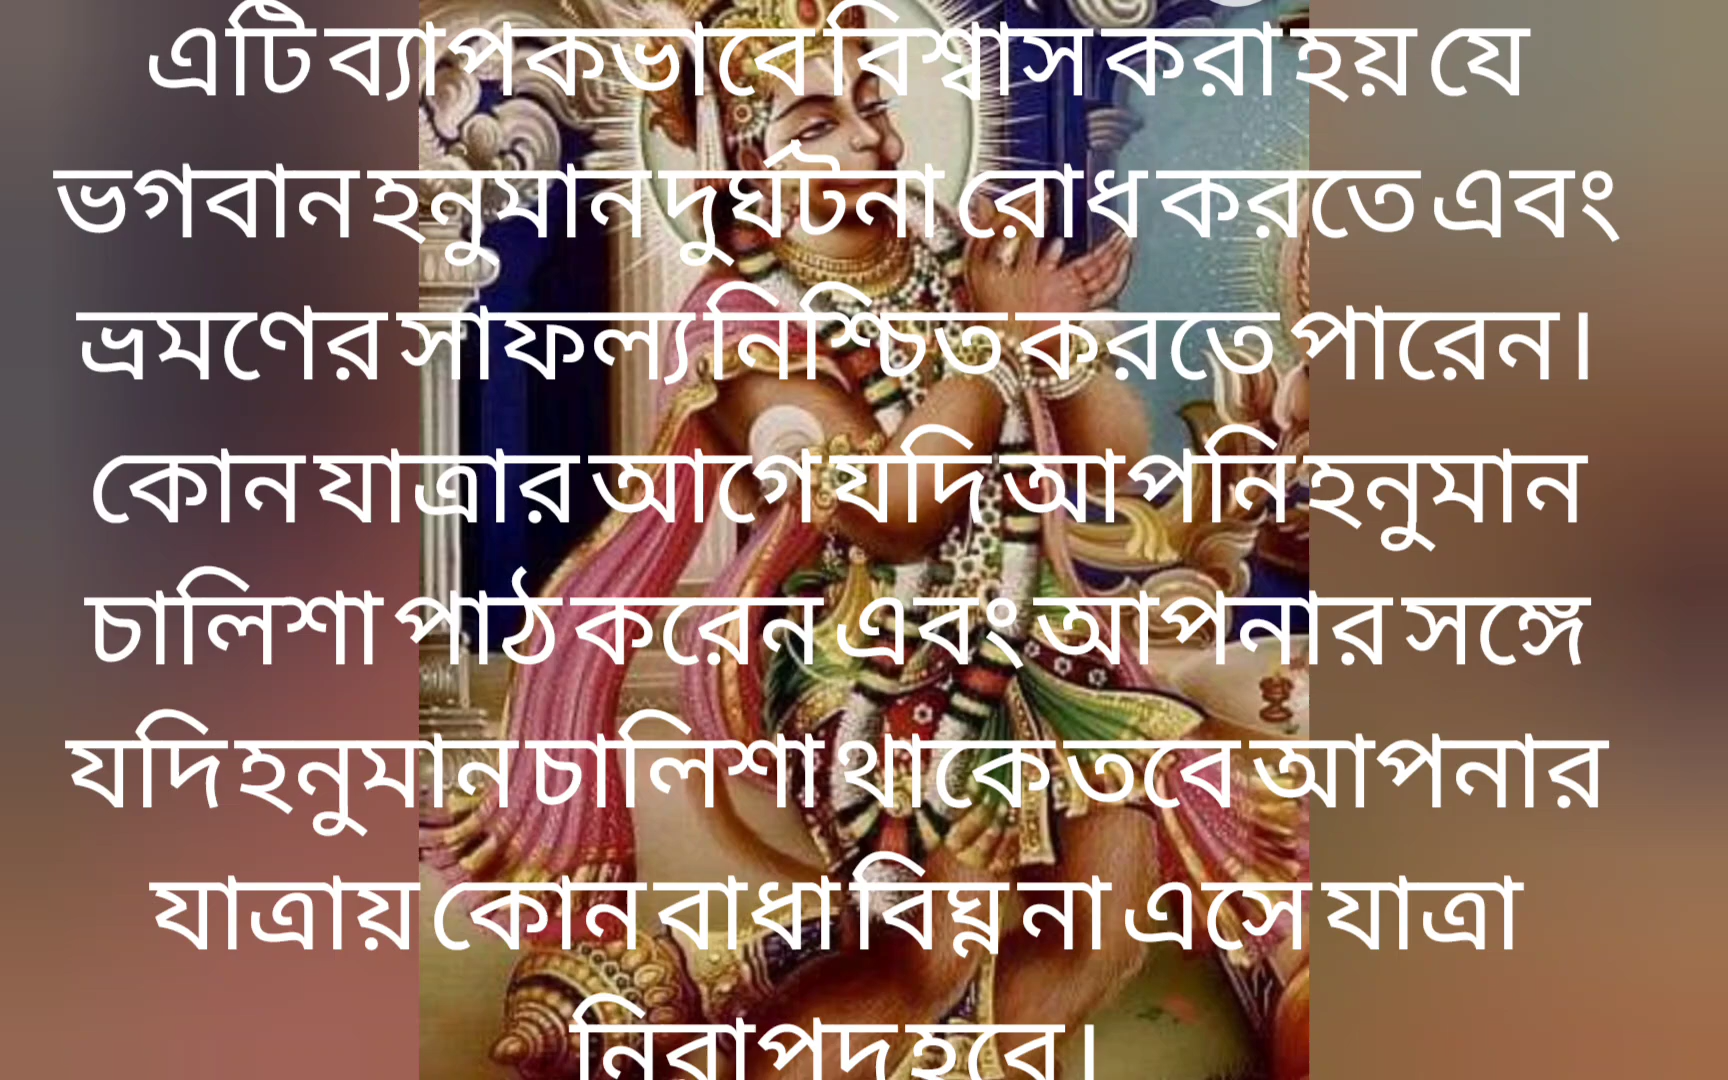 এটি ব্যাপকভাবে বিশ্বাস করা হয় যে
ভগবান হনুমান দুর্ঘটনা রোধ করতে এবং
ভ্রমণের সাফল্য নিশ্চিত করতে পারেন।
কোন যাত্রার আগে যদি আপনি হনুমান
চালিশা পাঠ করেন এবং আপনার সঙ্গে
যদি হনুমান চালিশা থাকে তবে আপনার
যাত্রায় কোন বাধা বিঘ্ন না এসে যাত্রা
নিরাপদ হবে।